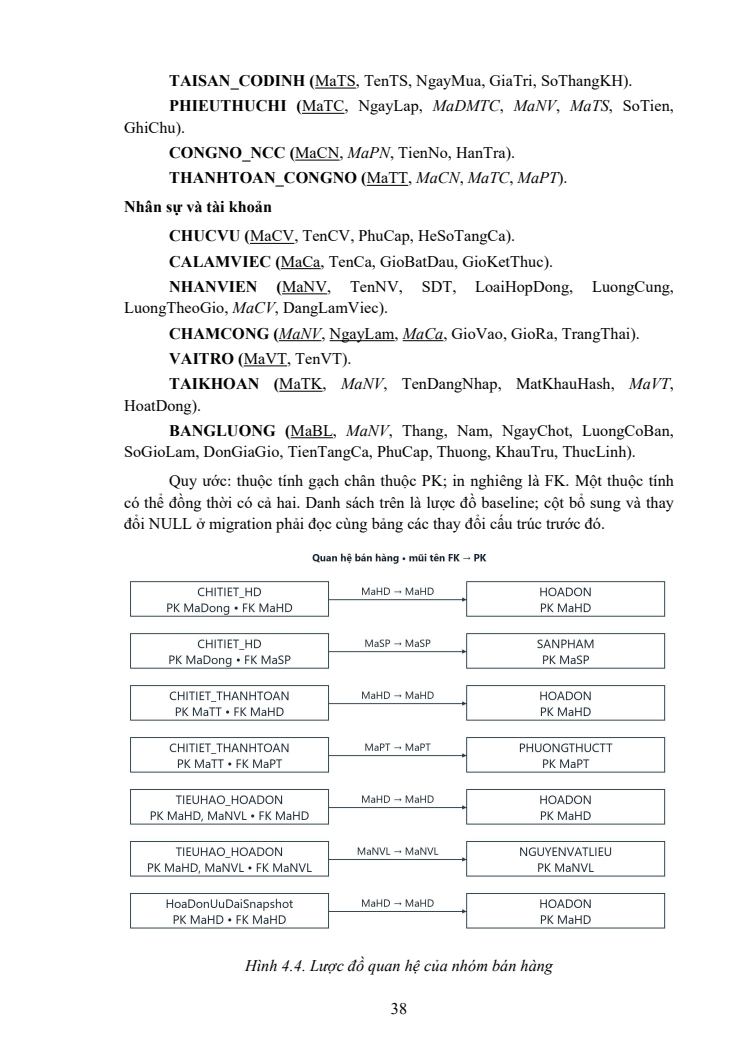 TAISAN_CODINH (MaTS, TenTS, NgayMua, GiaTri, SoThangKH).
PHIEUTHUCHI (MaTC, NgayLap, MaDMTC, MaNV, MaTS, SoTien,
GhiChu).
CONGNO_NCC (MaCN, MaPN, TienNo, HanTra).
THANHTOAN_CONGNO (MaTT, MaCN, MaTC, MaPT).
Nhân sự và tài khoản
CHUCVU (MaCV, TenCV, PhuCap, HeSoTangCa).
CALAMVIEC (MaCa, TenCa, GioBatDau, GioKetThuc).
NHANVIEN (MaNV, TenNV, SDT, LoaiHopDong, LuongCung,
LuongTheoGio, MaCV, DangLamViec).
CHAMCONG (MaNV, NgayLam, MaCa, GioVao, GioRa, TrangThai).
VAITRO (MaVT, TenVT).
TAIKHOAN (MaTK, MaNV, TenDangNhap, MatKhauHash, MaVT,
HoatDong).
BANGLUONG (MaBL, MaNV, Thang, Nam, NgayChot, LuongCoBan,
SoGioLam, DonGiaGio, TienTangCa, PhuCap, Thuong, KhauTru, ThucLinh).
Quy ước: thuộc tính gạch chân thuộc PK; in nghiêng là FK. Một thuộc tính
có thể đồng thời có cả hai. Danh sách trên là lược đồ baseline; cột bổ sung và thay
đổi NULL ở migration phải đọc cùng bảng các thay đổi cấu trúc trước đó.
Quan hệ bán hàng • mũi tên FK → PK
CHITIET_HD
PK MaDong • FK MaHD
MaHD → MaHD
HOADON
PK MaHD
CHITIET_HD
PK MaDong • FK MaSP
MaSP → MaSP
SANPHAM
PK MaSP
CHITIET_THANHTOAN
PK MaTT • FK MaHD
MaHD → MaHD
HOADON
PK MaHD
CHITIET_THANHTOAN
PK MaTT • FK MaPT
MaPT → MaPT
PHUONGTHUCTT
PK MaPT
TIEUHAO_HOADON
PK MaHD, MaNVL • FK MaHD
MaHD → MaHD
HOADON
PK MaHD
TIEUHAO_HOADON
PK MaHD, MaNVL • FK MaNVL
MaNVL → MaNVL
NGUYENVATLIEU
PK MaNVL
HoaDonUuDaiSnapshot
PK MaHD • FK MaHD
MaHD → MaHD
HOADON
PK MaHD
Hình 4.4. Lược đồ quan hệ của nhóm bán hàng
38